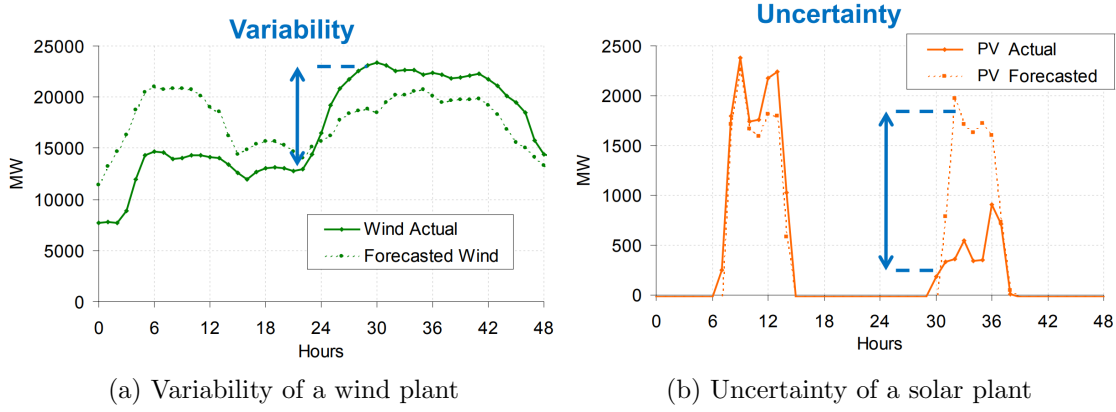 Variability
25000
20000
15000
10000
5000
0
MW
Wind Actual
Forecasted Wind
0 6 12 18 24 30 36 42 48
Hours
(a) Variability of a wind plant
Uncertainty
2500
2000
1500
1000
500
0
MW
PV Actual
PV Forecasted
0 6 12 18 24 30 36 42 48
Hours
(b) Uncertainty of a solar plant